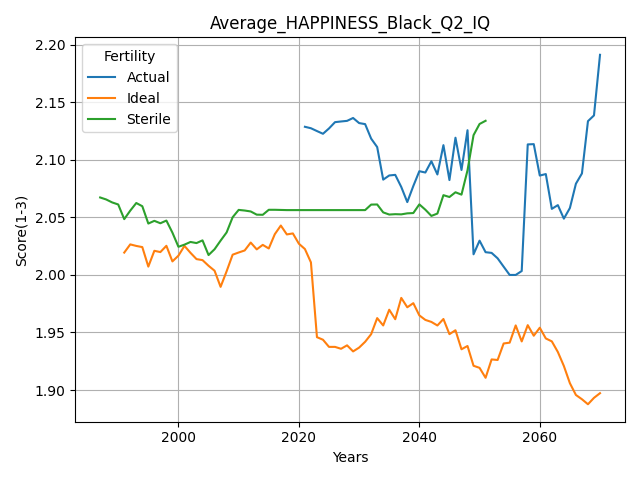 Average_HAPPINESS_Black_Q2_IQ
Fertility
Actual
Ideal
Sterile
Score(1-3)
2.20
2.15
2.10
2.05
2.00
1.95
1.90
2000 2020 2040 2060
Years